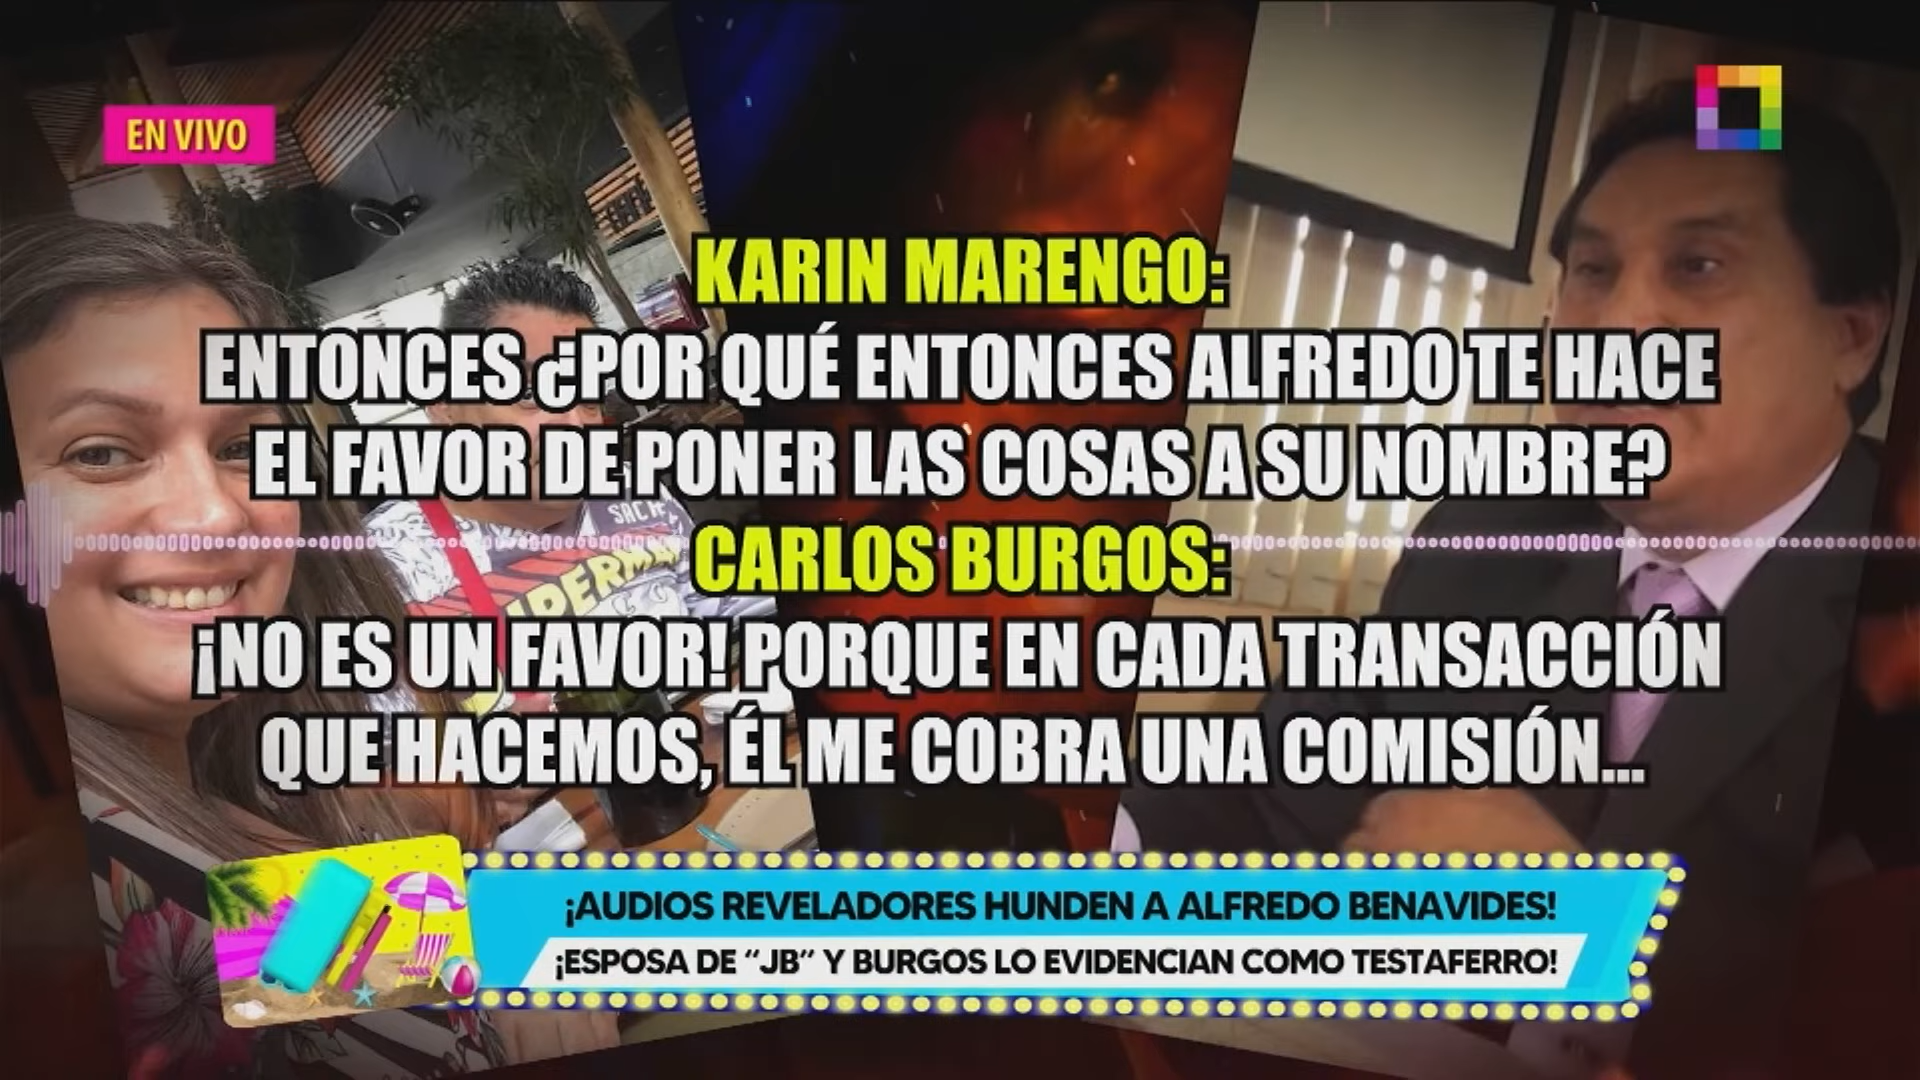 EN VIVO
KARIN MARENGO:
ENTONCES ¿POR QUÉ ENTONCES ALFREDO TE HACE
EL FAVOR DE PONER LAS COSAS A SU NOMBRE?
CARLOS BURGOS:
¡NO ES UN FAVOR! PORQUE EN CADA TRANSACCIÓN
QUE HACEMOS, ÉL ME COBRA UNA COMISIÓN...
¡AUDIOS REVELADORES HUNDEN A ALFREDO BENAVIDES!
¡ESPOSA DE “JB” Y BURGOS LO EVIDENCIAN COMO TESTAFERRO!